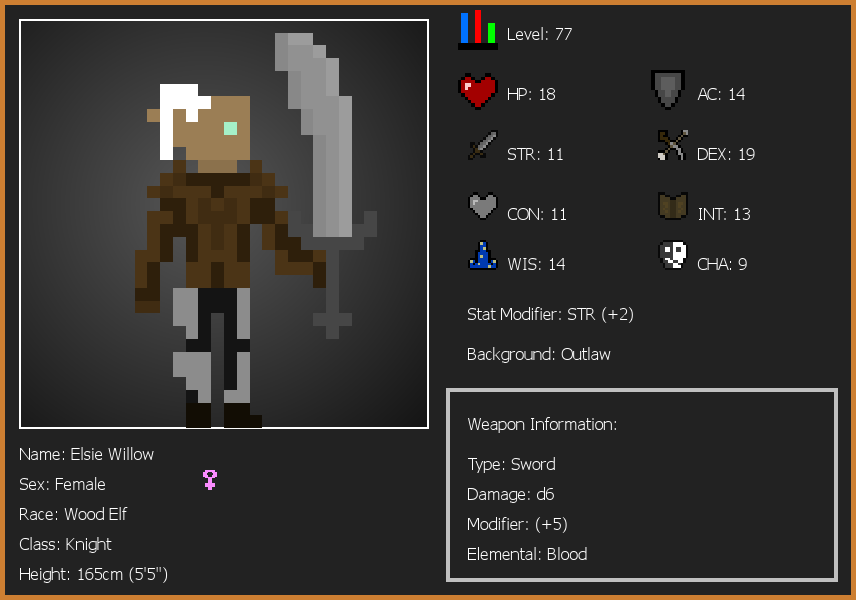 Level: 77
HP: 18
AC: 14
STR: 11
DEX: 19
CON: 11
INT: 13
WIS: 14
CHA: 9
Stat Modifier: STR (+2)
Background: Outlaw
Weapon Information:
Type: Sword
Damage: d6
Modifier: (+5)
Elemental: Blood
Name: Elsie Willow
Sex: Female
Race: Wood Elf
Class: Knight
Height: 165cm (5'5")